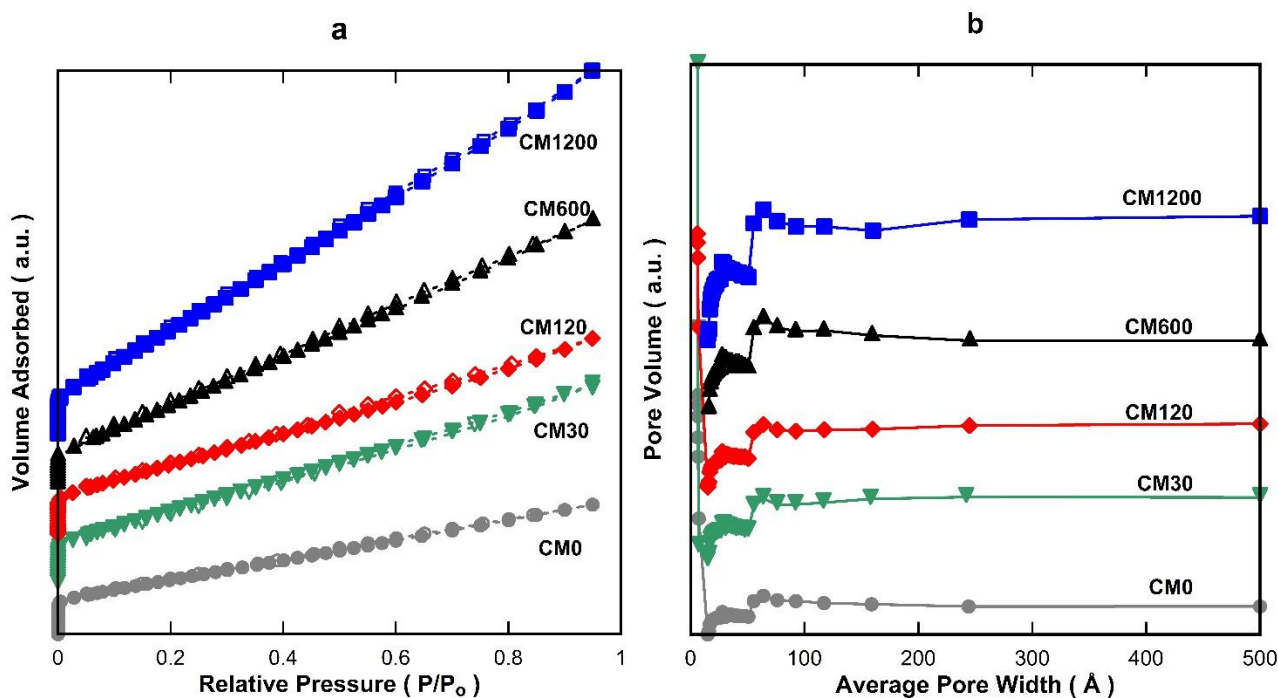 a
Volume Adsorbed ( a.u. )
CM1200
CM600
CM120
CM30
CM0
0 0.2 0.4 0.6 0.8 1
Relative Pressure ( P/Po )
b
Pore Volume ( a.u. )
CM1200
CM600
CM120
CM30
CM0
0 100 200 300 400 500
Average Pore Width ( Å )